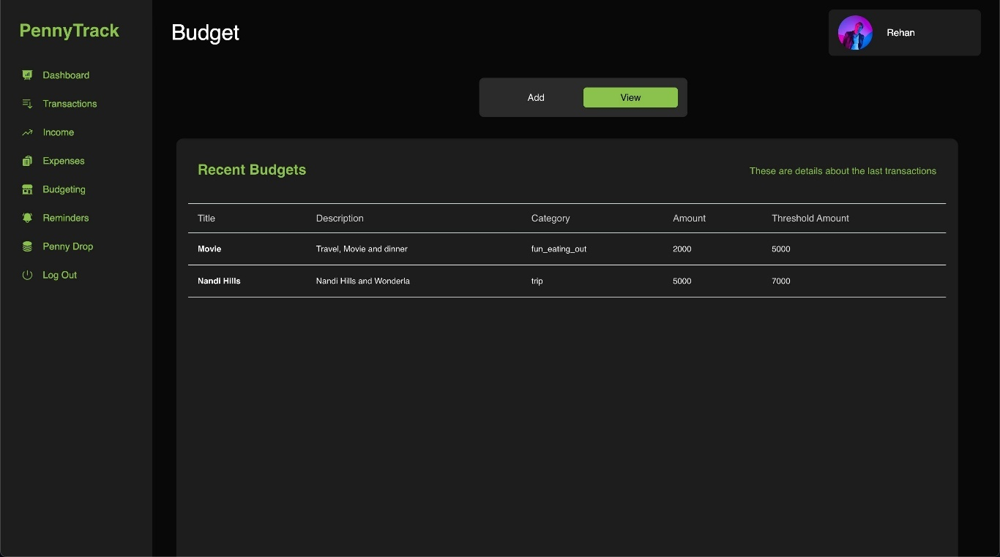 PennyTrack
Dashboard
Transactions
Income
Expenses
Budgeting
Reminders
Penny Drop
Log Out
Budget
Rehan
Add View
Recent Budgets These are details about the last transactions
Title Description Category Amount Threshold Amount
Movie Travel, Movie and dinner fun_eating_out 2000 5000
Nandi Hills Nandi Hills and Wonderla trip 5000 7000